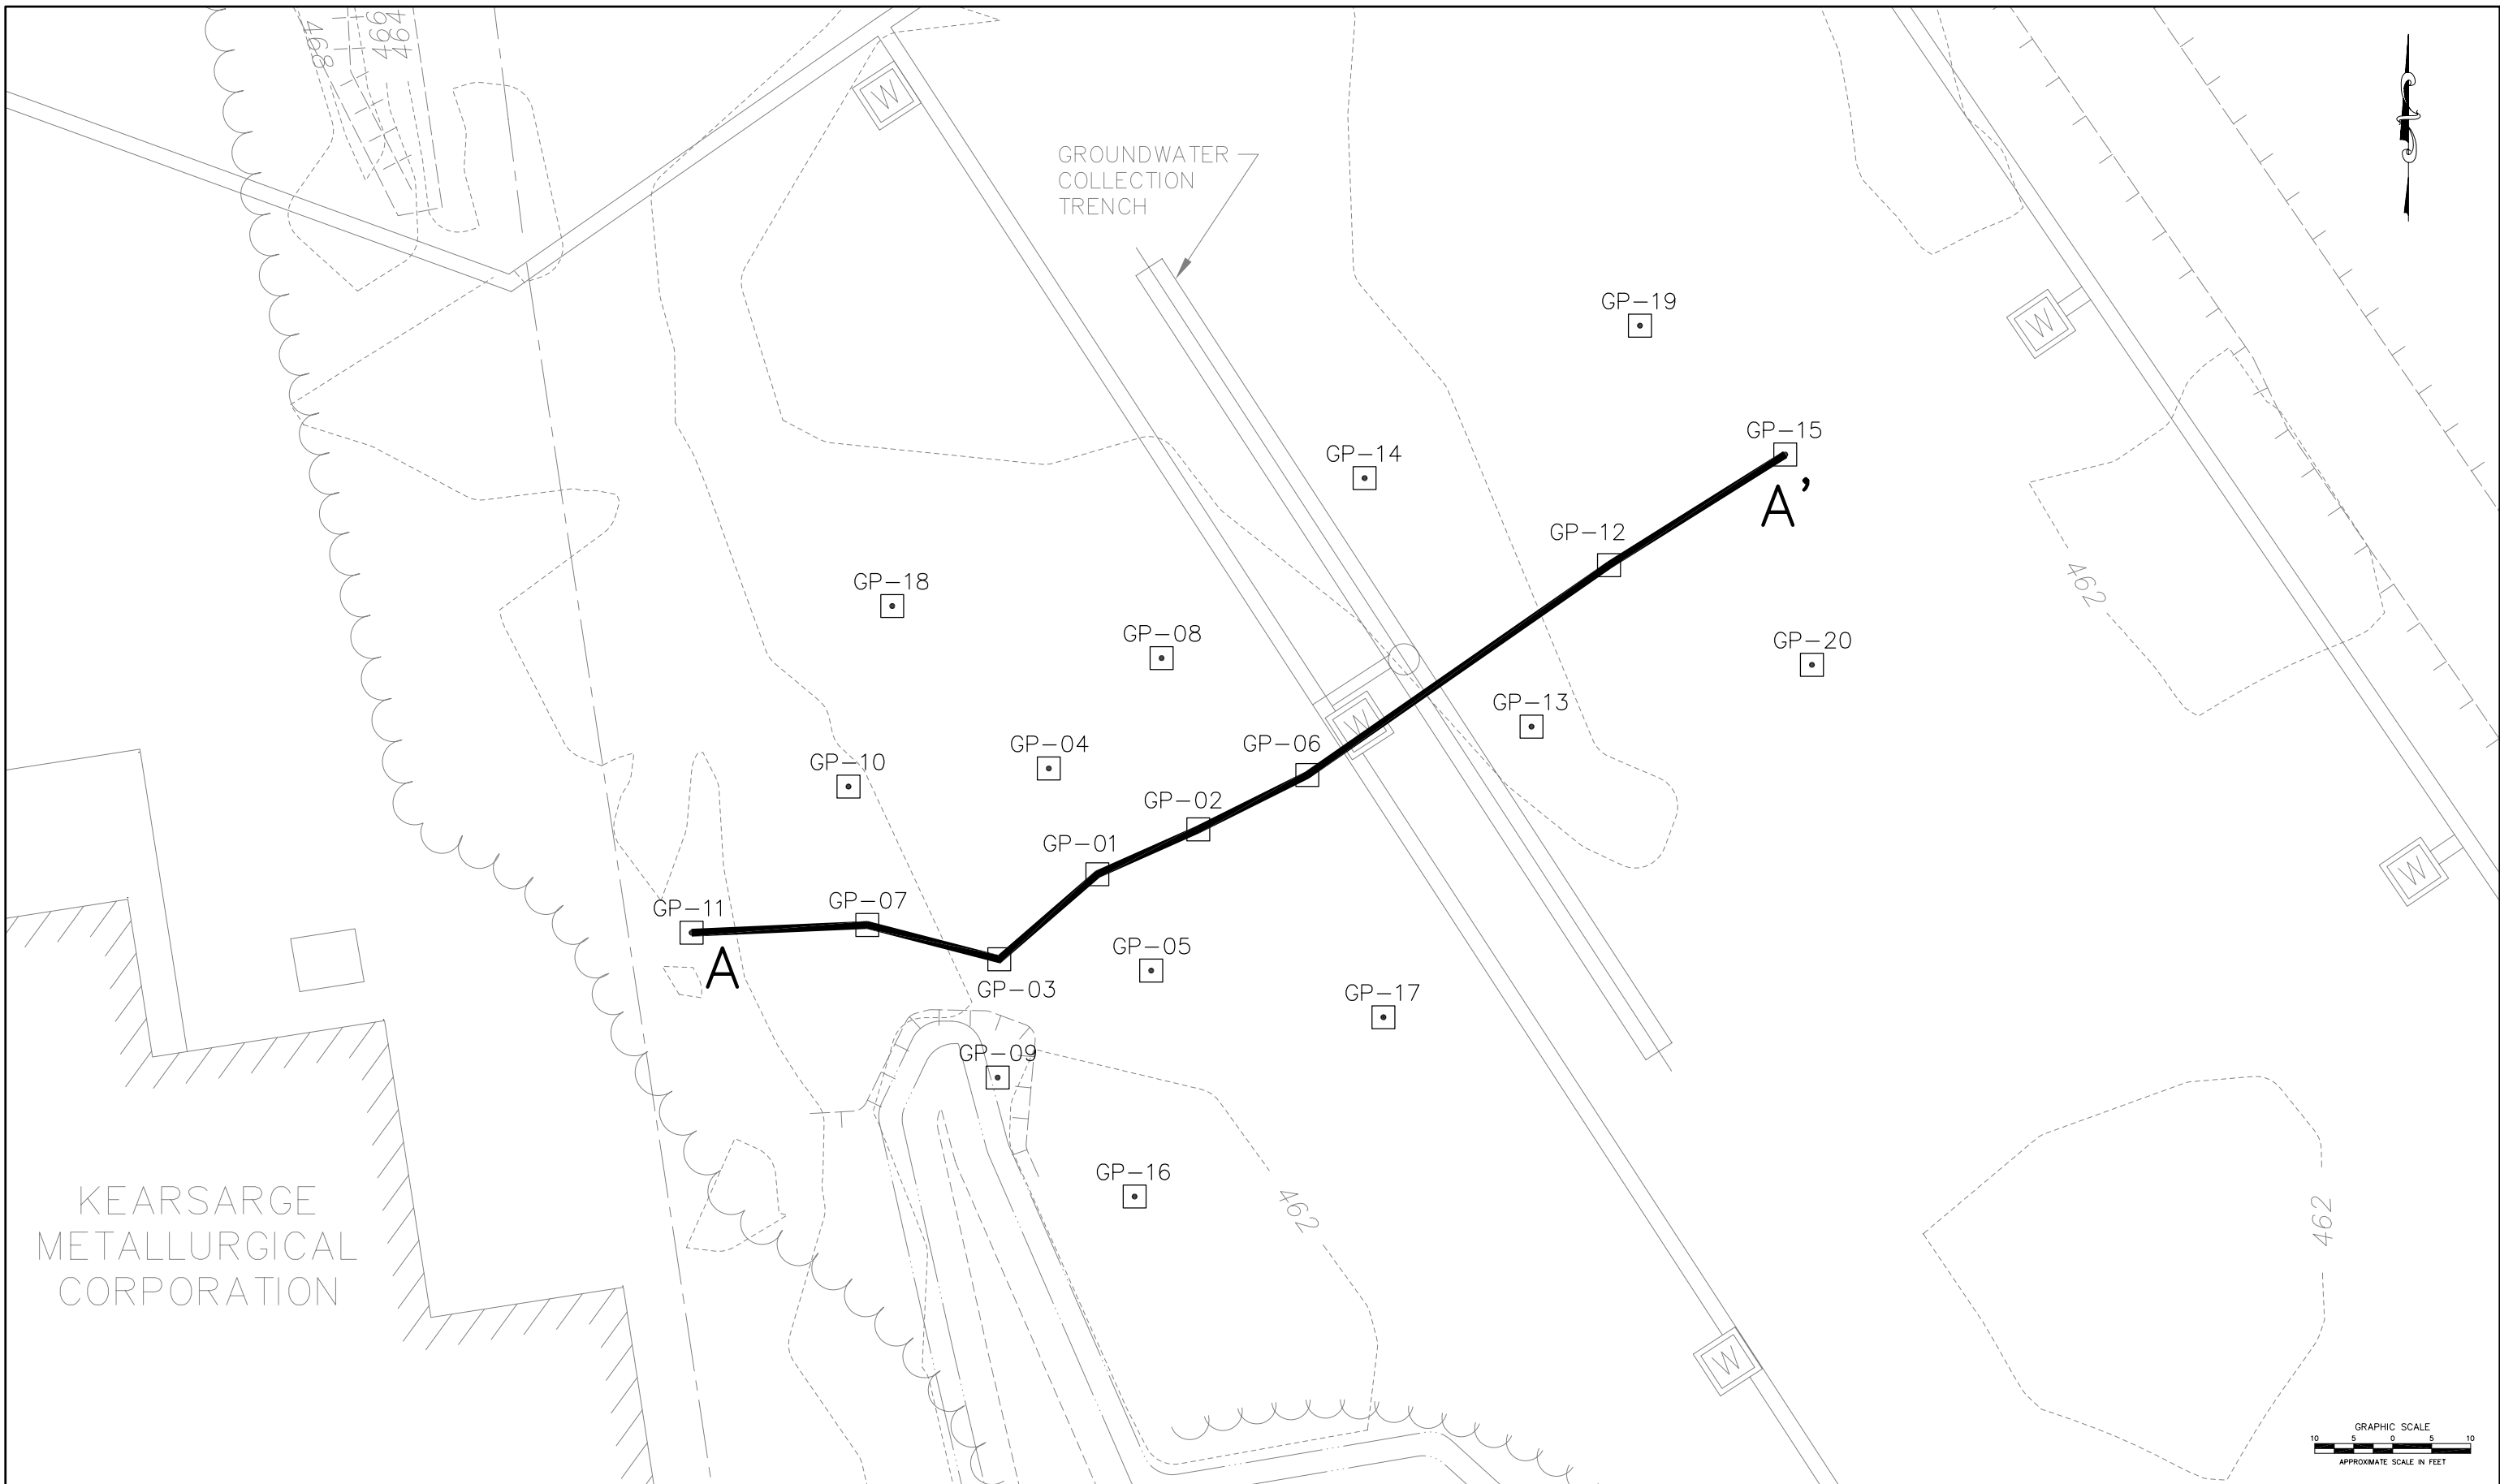 468
466
464
GROUNDWATER
COLLECTION
TRENCH
W
W
GP-19
GP-15
A'
GP-14
GP-12
GP-18
462
GP-08
GP-20
GP-13
W
GP-04
GP-06
GP-10
GP-02
GP-01
W
GP-11
GP-07
A
GP-05
GP-03
GP-17
GP-09
GP-16
462
462
KEARSARGE
METALLURGICAL
CORPORATION
W
GRAPHIC SCALE
10 5 0 5 10
APPROXIMATE SCALE IN FEET